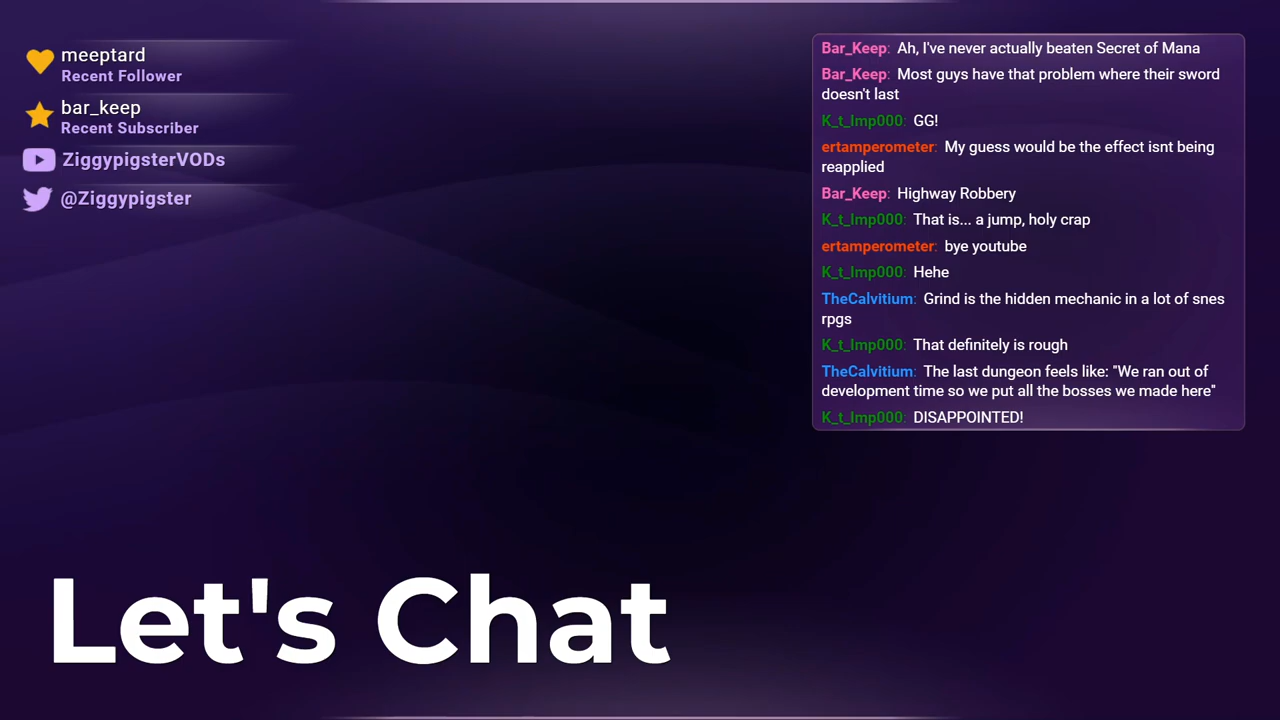 meeptard
Recent Follower
bar_keep
Recent Subscriber
ZiggypigsterVODs
@Ziggypigster
Bar_Keep: Ah, I've never actually beaten Secret of Mana
Bar_Keep: Most guys have that problem where their sword
doesn't last
K_t_Imp000: GG!
ertamperometer: My guess would be the effect isnt being
reapplied
Bar_Keep: Highway Robbery
K_t_Imp000: That is... a jump, holy crap
ertamperometer: bye youtube
K_t_Imp000: Hehe
TheCalvitium: Grind is the hidden mechanic in a lot of snes
rpgs
K_t_Imp000: That definitely is rough
TheCalvitium: The last dungeon feels like: "We ran out of
development time so we put all the bosses we made here"
K_t_Imp000: DISAPPOINTED!
Let's Chat